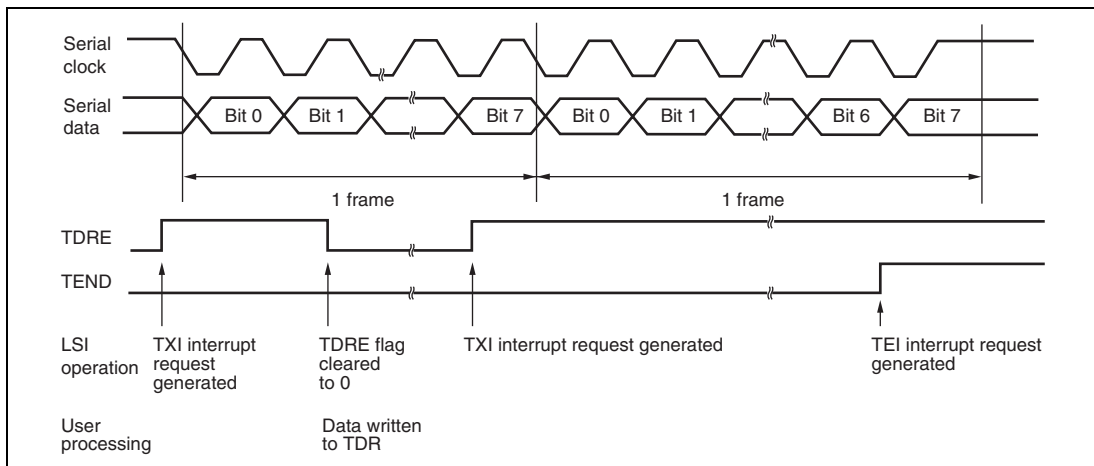 Serial
clock
Serial
data
Bit 0
Bit 1
Bit 7
Bit 0
Bit 1
Bit 6
Bit 7
1 frame
1 frame
TDRE
TEND
LSI
operation
TXI interrupt
request
generated
TDRE flag
cleared
to 0
TXI interrupt request generated
TEI interrupt request
generated
User
processing
Data written
to TDR